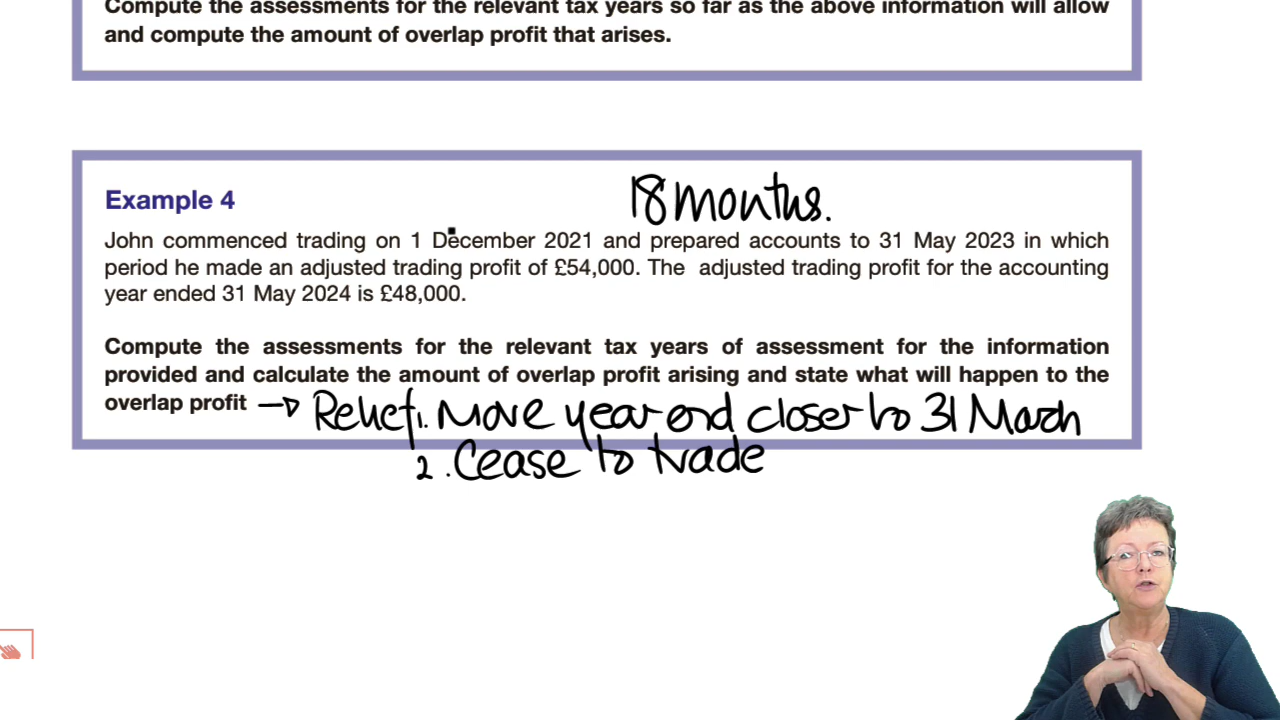 Compute the assessments for the relevant tax years so far as the above information will allow
and compute the amount of overlap profit that arises.
Example 4
18 months.
John commenced trading on 1 December 2021 and prepared accounts to 31 May 2023 in which
period he made an adjusted trading profit of £54,000. The adjusted trading profit for the accounting
year ended 31 May 2024 is £48,000.
Compute the assessments for the relevant tax years of assessment for the information
provided and calculate the amount of overlap profit arising and state what will happen to the
overlap profit → Relief 1. Move year end closer to 31 March
2. Cease to trade